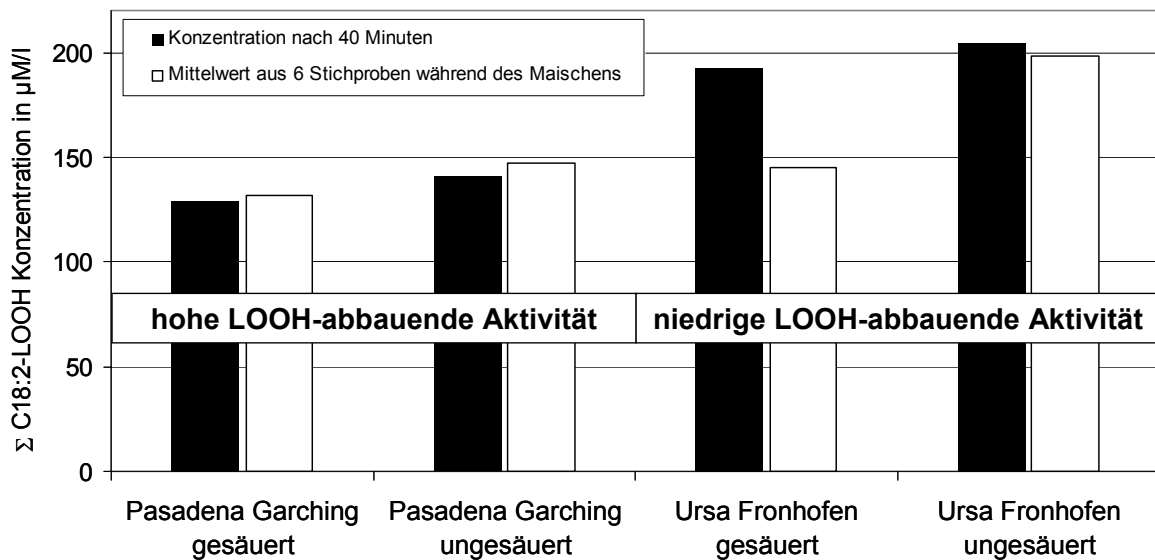 Σ C18:2-LOOH Konzentration in µM/l
200
150
100
50
0
Konzentration nach 40 Minuten
Mittelwert aus 6 Stichproben während des Maischens
hohe LOOH-abbauende Aktivität
niedrige LOOH-abbauende Aktivität
Pasadena Garching
gesäuert
Pasadena Garching
ungesäuert
Ursa Fronhofen
gesäuert
Ursa Fronhofen
ungesäuert